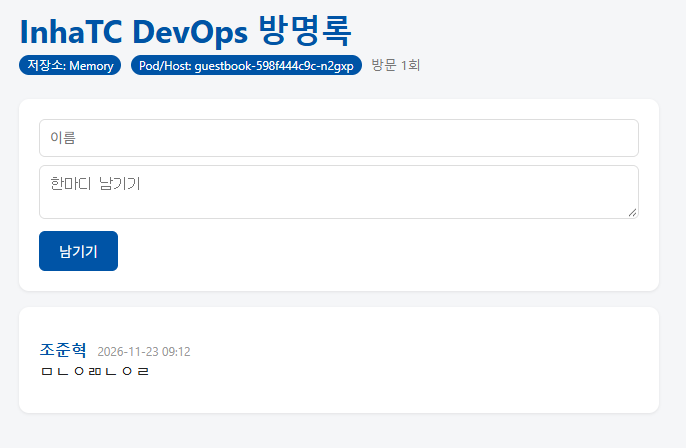 InhaTC DevOps 방명록
저장소: Memory Pod/Host: guestbook-598f444c9c-n2gxp 방문 1회
이름
한마디 남기기
남기기
조준혁 2026-11-23 09:12
ㅁㄴㅇㄻㄴㅇㄹ